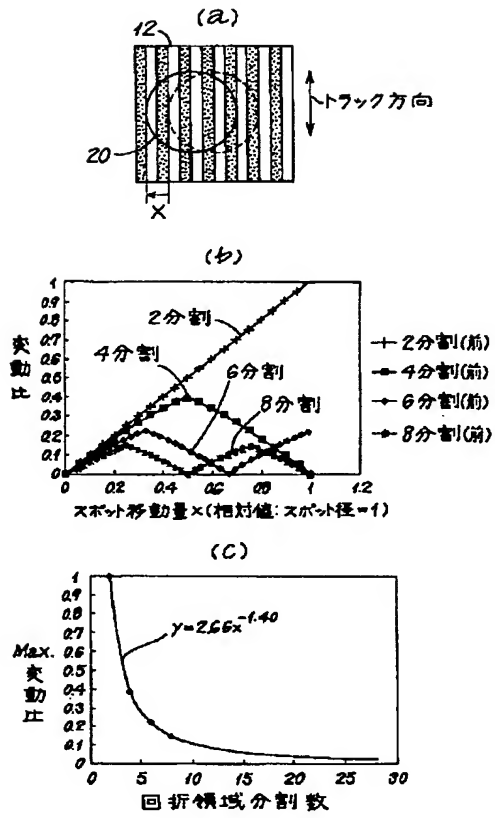 (a)
12
トラック方向
20
X
(b)
1
0.9
0.8
0.7
0.6
0.5
0.4
0.3
0.2
0.1
0
変動比
2分割
4分割
6分割
8分割
2分割(前)
4分割(前)
6分割(前)
8分割(前)
0 0.2 0.4 0.6 0.8 1 1.2
スポット移動量x(相対値:スポット径=1)
(c)
1
0.9
0.8
0.7
0.6
0.5
0.4
0.3
0.2
0.1
0
Max.
変動比
y=2.66x^-1.40
0 5 10 15 20 25 30
回折領域分割数